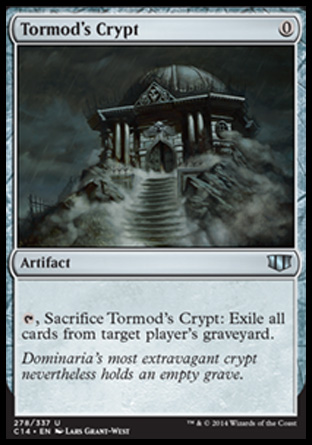 Tormod's Crypt 0
Artifact
, Sacrifice Tormod's Crypt: Exile all
cards from target player's graveyard.
Dominaria's most extravagant crypt
nevertheless holds an empty grave.
278/337 U
C14 • EN Lars Grant-West
™ & © 2014 Wizards of the Coast